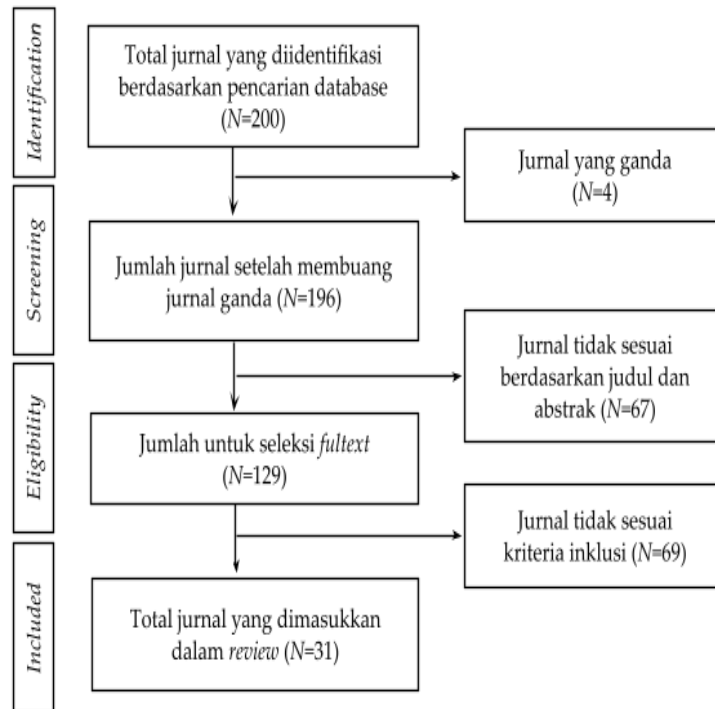 Identification
Total jurnal yang diidentifikasi
berdasarkan pencarian database
(N=200)
Jurnal yang ganda
(N=4)
Screening
Jumlah jurnal setelah membuang
jurnal ganda (N=196)
Jurnal tidak sesuai
berdasarkan judul dan
abstrak (N=67)
Eligibility
Jumlah untuk seleksi fultext
(N=129)
Jurnal tidak sesuai
kriteria inklusi (N=69)
Included
Total jurnal yang dimasukkan
dalam review (N=31)